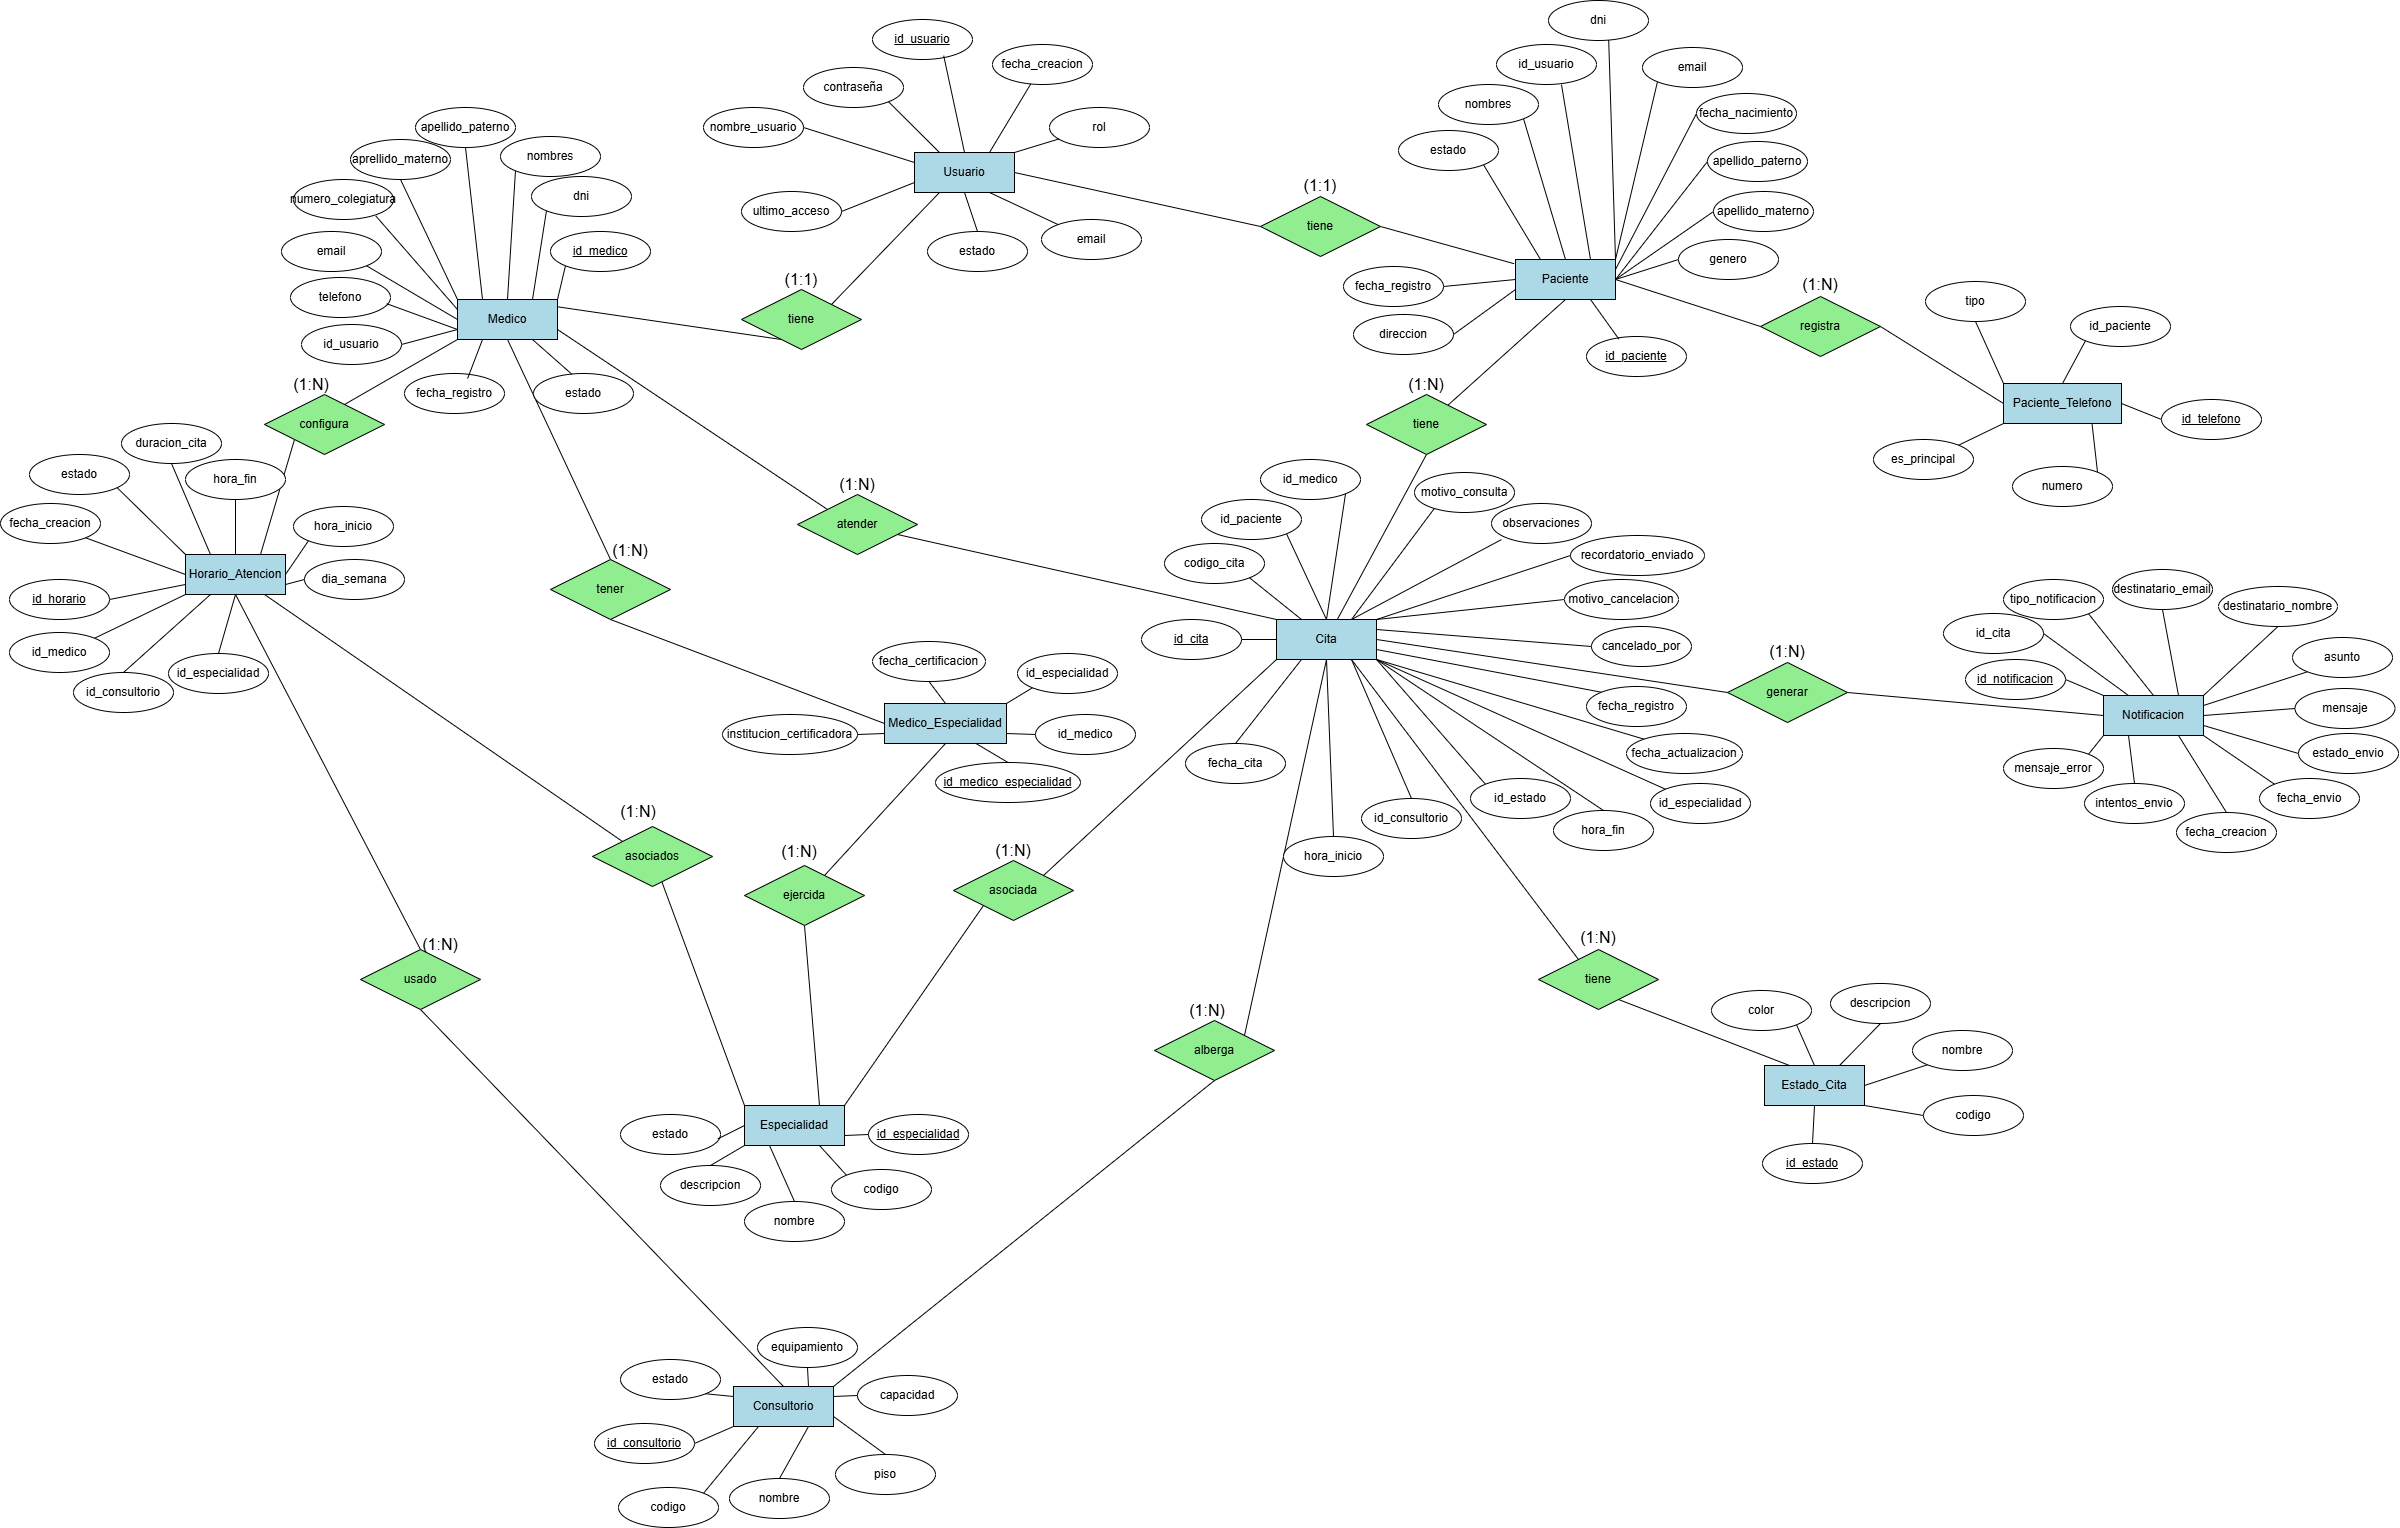 dni
id_usuario
fecha_creacion
id_usuario
email
contraseña
nombres
fecha_nacimiento
nombre_usuario
rol
apellido_paterno
estado
apellido_paterno
nombres
aprellido_materno
Usuario
dni
numero_colegiatura
(1:1)
ultimo_acceso
apellido_materno
tiene
email
estado
email
id_medico
genero
(1:1)
Paciente
fecha_registro
(1:N)
telefono
Medico
tiene
tipo
registra
id_paciente
id_usuario
direccion
id_paciente
(1:N)
fecha_registro
estado
(1:N)
Paciente_Telefono
id_telefono
configura
tiene
duracion_cita
estado
hora_fin
es_principal
(1:N)
id_medico
numero
motivo_consulta
fecha_creacion
hora_inicio
atender
id_paciente
observaciones
(1:N)
recordatorio_enviado
codigo_cita
Horario_Atencion
dia_semana
tener
id_horario
motivo_cancelacion
destinatario_email
tipo_notificacion
destinatario_nombre
id_cita
Cita
cancelado_por
id_cita
id_medico
(1:N)
asunto
fecha_certificacion
id_especialidad
id_especialidad
id_consultorio
generar
id_notificacion
fecha_registro
mensaje
Medico_Especialidad
Notificacion
institucion_certificadora
id_medico
fecha_actualizacion
estado_envio
fecha_cita
mensaje_error
id_medico_especialidad
id_estado
id_especialidad
intentos_envio
fecha_envio
(1:N)
id_consultorio
hora_fin
fecha_creacion
asociados
(1:N)
(1:N)
hora_inicio
ejercida
asociada
(1:N)
(1:N)
usado
tiene
(1:N)
color
descripcion
alberga
nombre
Estado_Cita
Especialidad
codigo
estado
id_especialidad
id_estado
descripcion
codigo
nombre
equipamiento
estado
capacidad
Consultorio
id_consultorio
piso
nombre
codigo